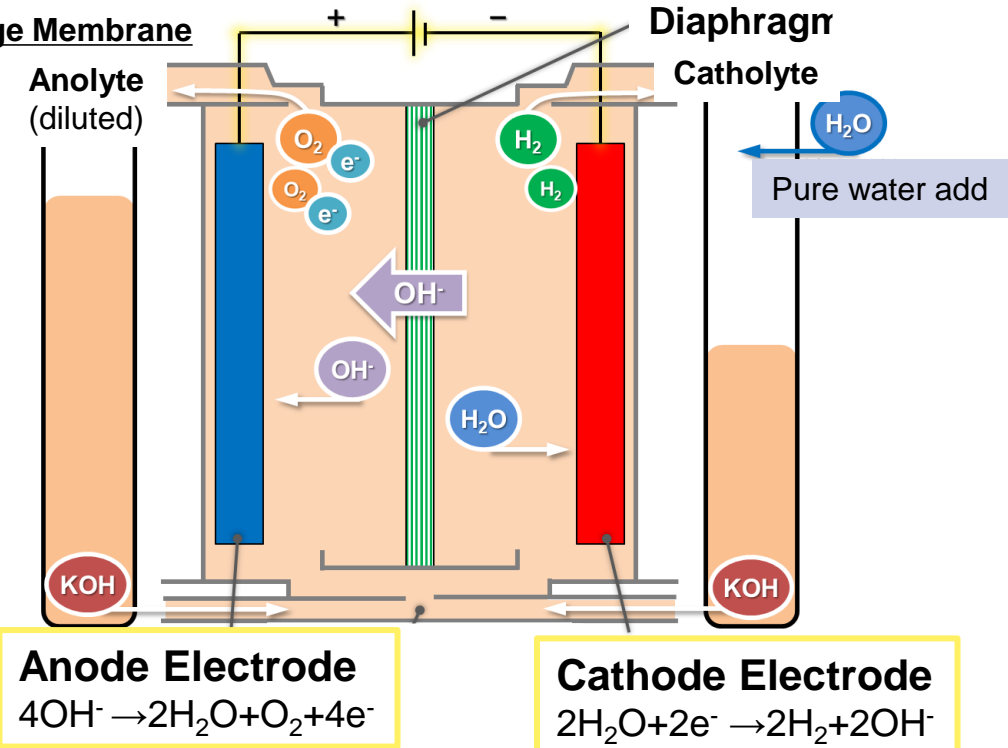 + −
ge Membrane
Diaphragm
Anolyte
(diluted)
Catholyte
H₂O
Pure water add
O₂
e⁻
O₂
e⁻
H₂
H₂
OH⁻
OH⁻
H₂O
KOH
KOH
Anode Electrode
4OH⁻ →2H₂O+O₂+4e⁻
Cathode Electrode
2H₂O+2e⁻ →2H₂+2OH⁻